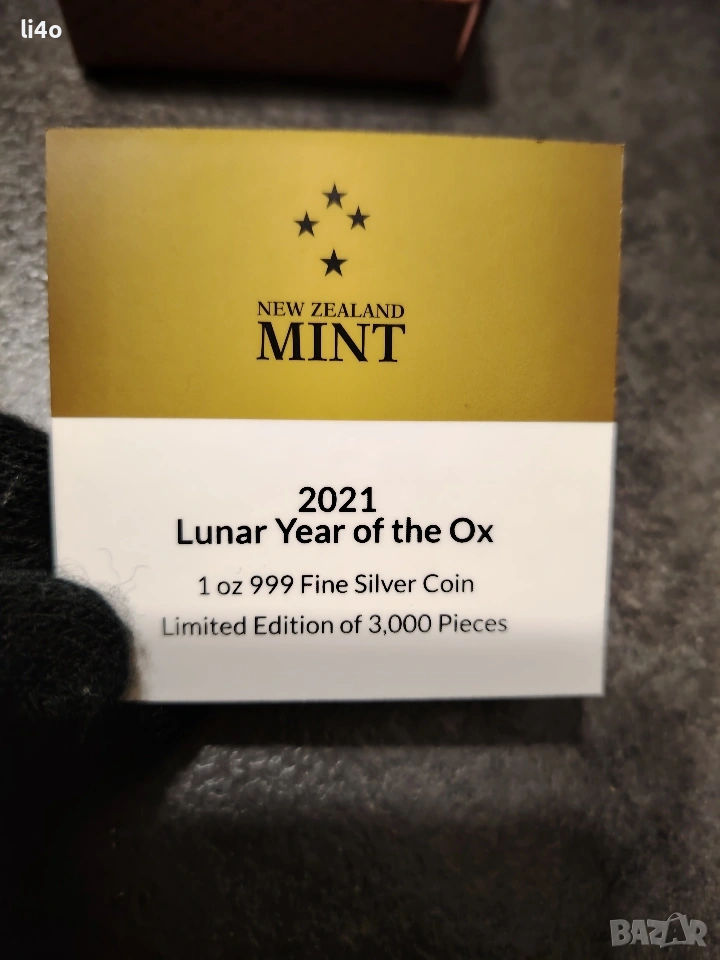 li4o
NEW ZEALAND
MINT
2021
Lunar Year of the Ox
1 oz 999 Fine Silver Coin
Limited Edition of 3,000 Pieces
BAZAR